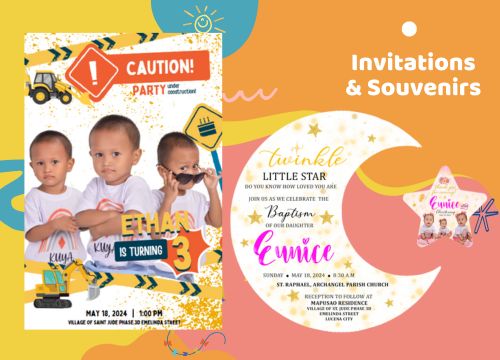 Invitations
& Souvenirs
CAUTION!
PARTY under
construction!
KUYA
KUYA
ETHAN
IS TURNING 3
MAY 18, 2024 | 1:00 PM
VILLAGE OF SAINT JUDE PHASE.3D EMELINDA STREET
twinkle
LITTLE STAR
DO YOU KNOW HOW LOVED YOU ARE
JOIN US AS WE CELEBRATE THE
Baptism
OF OUR DAUGHTER
Eunice
SUNDAY • MAY 18, 2024 • 8:30 AM
ST. RAPHAEL, ARCHANGEL PARISH CHURCH
RECEPTION TO FOLLOW AT
MAPUSAO RESIDENCE
VILLAGE OF ST. JUDE PHASE 3D
EMELINDA STREET
LUCENA CITY
Eunice